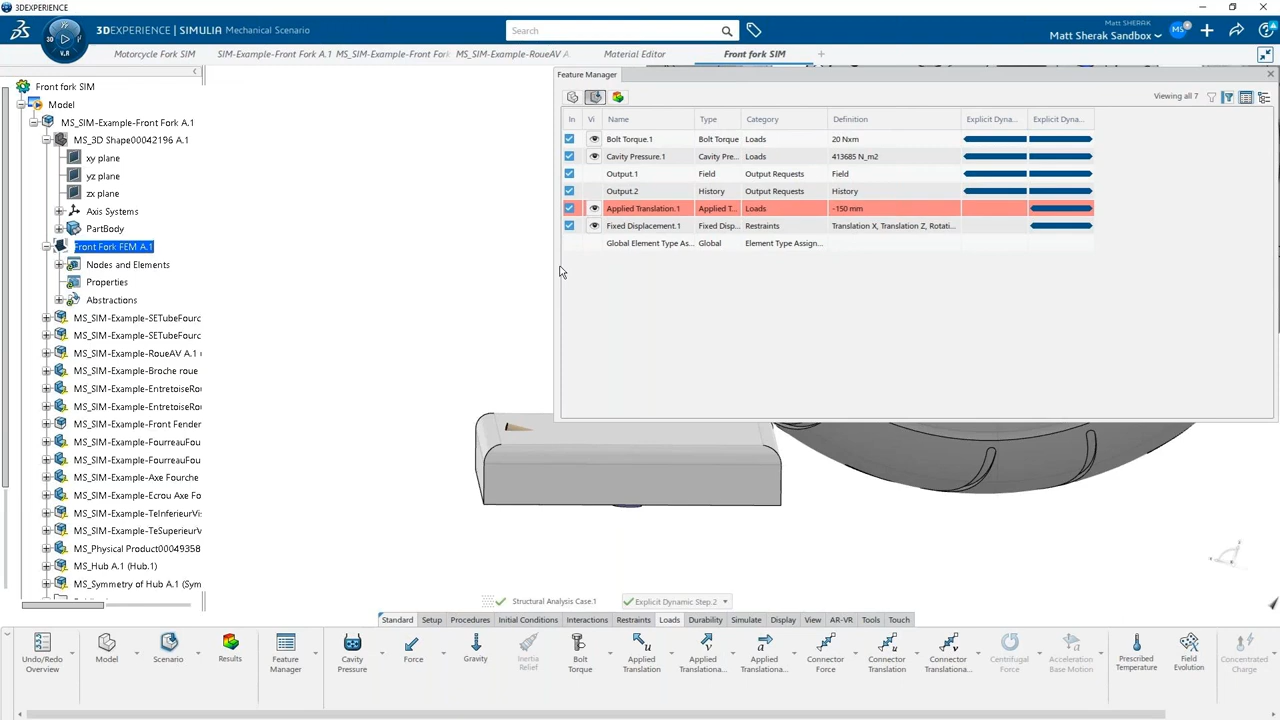 3DEXPERIENCE
3DEXPERIENCE | SIMULIA Mechanical Scenario
3D
V.R
Search
Matt SHERAK
Matt Sherak Sandbox
MS
Motorcycle Fork SIM
SIM-Example-Front Fork A.1
MS_SIM-Example-Front For
MS_SIM-Example-RoueAV A
Material Editor
Front fork SIM
+
Front fork SIM
Model
MS_SIM-Example-Front Fork A.1
MS_3D Shape00042196 A.1
xy plane
yz plane
zx plane
Axis Systems
PartBody
Front Fork FEM A.1
Nodes and Elements
Properties
Abstractions
MS_SIM-Example-SETubeFourc
MS_SIM-Example-SETubeFourc
MS_SIM-Example-RoueAV A.1
MS_SIM-Example-Broche roue
MS_SIM-Example-EntretoiseRo
MS_SIM-Example-EntretoiseRo
MS_SIM-Example-Front Fender
MS_SIM-Example-FourreauFou
MS_SIM-Example-FourreauFou
MS_SIM-Example-Axe Fourche
MS_SIM-Example-Ecrou Axe Fo
MS_SIM-Example-TeInferieurVi
MS_SIM-Example-TeSuperieurV
MS_Physical Product00049358
MS_Hub A.1 (Hub.1)
MS_Symmetry of Hub A.1 (Sym
Feature Manager
Viewing all 7
In Vi Name Type Category Definition Explicit Dyna... Explicit Dyna...
Bolt Torque.1 Bolt Torque Loads 20 Nxm
Cavity Pressure.1 Cavity Pre... Loads 413685 N_m2
Output.1 Field Output Requests Field
Output.2 History Output Requests History
Applied Translation.1 Applied T... Loads -150 mm
Fixed Displacement.1 Fixed Disp... Restraints Translation X, Translation Z, Rotati...
Global Element Type As... Global Element Type Assign...
Structural Analysis Case.1
Explicit Dynamic Step.2
Standard Setup Procedures Initial Conditions Interactions Restraints Loads Durability Simulate Display View AR-VR Tools Touch
Undo/Redo Overview
Model
Scenario
Results
Feature Manager
Cavity Pressure
Force
Gravity
Inertia Relief
Bolt Torque
Applied Translation
Applied Translationa...
Applied Translationa...
Connector Force
Connector Translation
Connector Translationa...
Centrifugal Force
Acceleration Base Motion
Prescribed Temperature
Field Evolution
Concentrated Charge